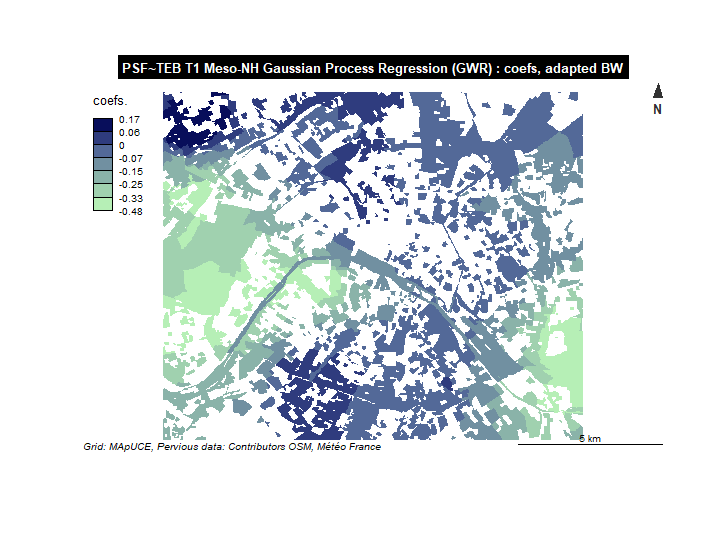 PSF~TEB T1 Meso-NH Gaussian Process Regression (GWR) : coefs, adapted BW
N
coefs.
0.17
0.06
0
-0.07
-0.15
-0.25
-0.33
-0.48
5 km
Grid: MApUCE, Pervious data: Contributors OSM, Météo France